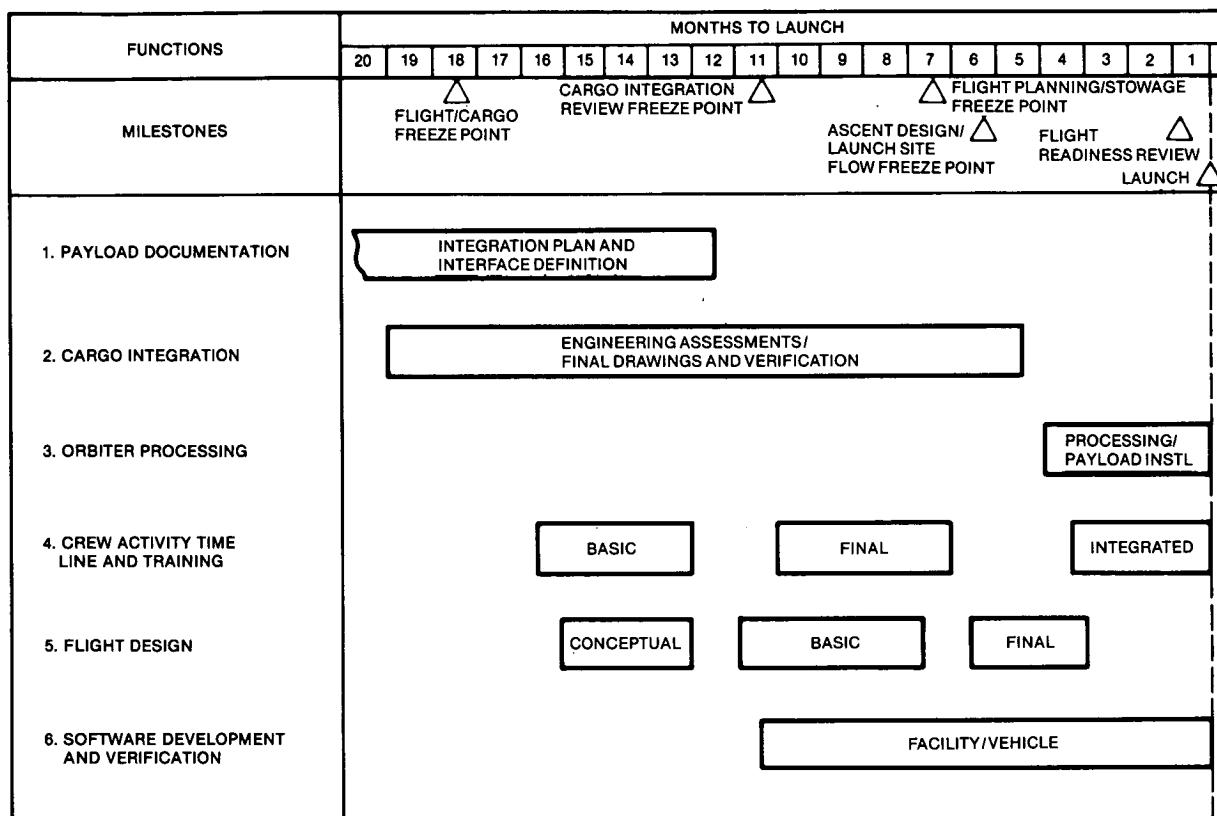 FUNCTIONS
MONTHS TO LAUNCH
20 19 18 17 16 15 14 13 12 11 10 9 8 7 6 5 4 3 2 1
MILESTONES
FLIGHT/CARGO
FREEZE POINT
CARGO INTEGRATION
REVIEW FREEZE POINT
FLIGHT PLANNING/STOWAGE
FREEZE POINT
ASCENT DESIGN/
LAUNCH SITE
FLOW FREEZE POINT
FLIGHT
READINESS REVIEW
LAUNCH
1. PAYLOAD DOCUMENTATION
INTEGRATION PLAN AND
INTERFACE DEFINITION
2. CARGO INTEGRATION
ENGINEERING ASSESSMENTS/
FINAL DRAWINGS AND VERIFICATION
3. ORBITER PROCESSING
PROCESSING/
PAYLOAD INSTL
4. CREW ACTIVITY TIME
LINE AND TRAINING
BASIC
FINAL
INTEGRATED
5. FLIGHT DESIGN
CONCEPTUAL
BASIC
FINAL
6. SOFTWARE DEVELOPMENT
AND VERIFICATION
FACILITY/VEHICLE